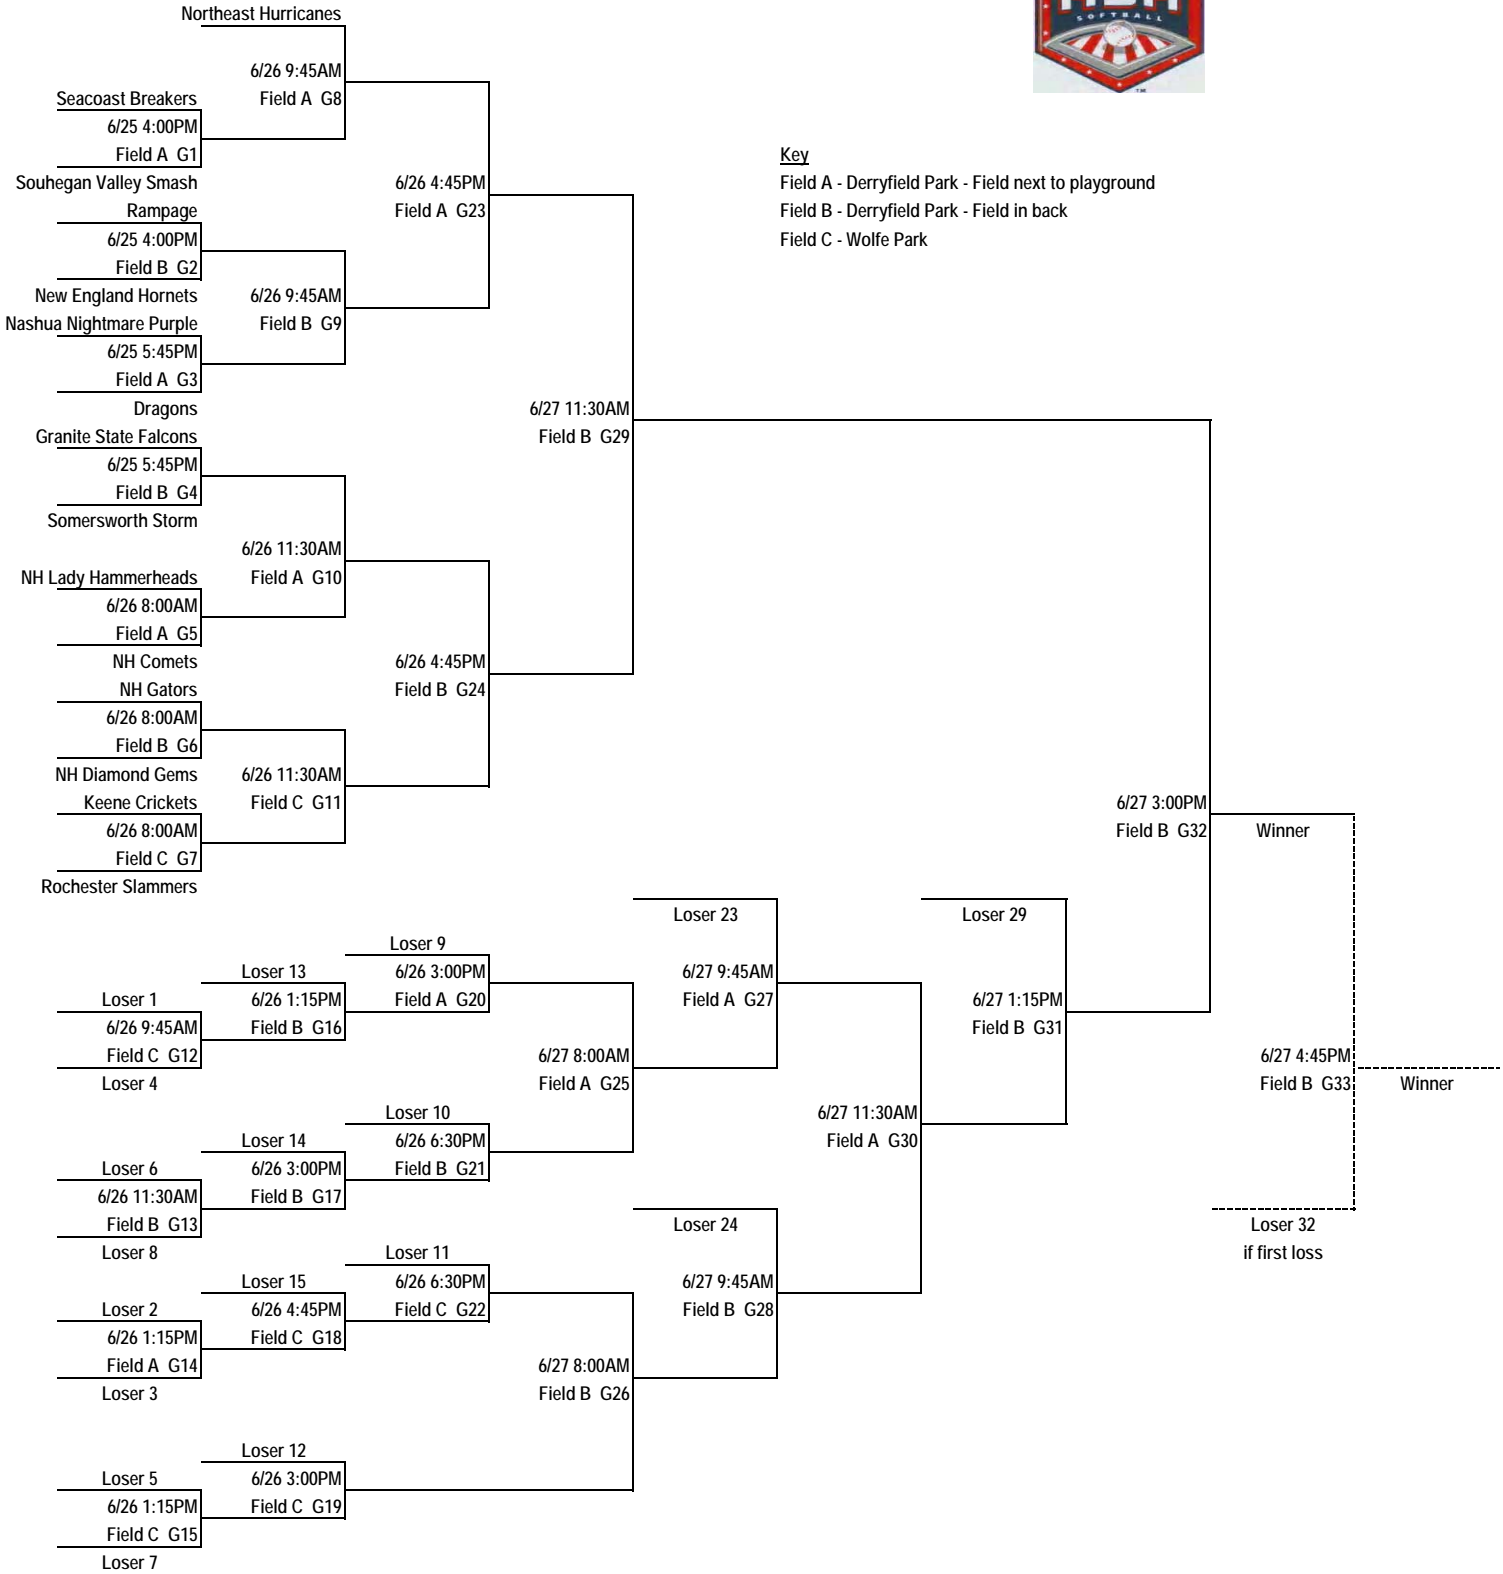 Northeast Hurricanes
SOFTBALL
TM
6/26 9:45AM
Field A G8
Seacoast Breakers
6/25 4:00PM
Field A G1
Souhegan Valley Smash
Key
Field A - Derryfield Park - Field next to playground
Field B - Derryfield Park - Field in back
Field C - Wolfe Park
6/26 4:45PM
Field A G23
Rampage
6/25 4:00PM
Field B G2
New England Hornets
6/26 9:45AM
Field B G9
Nashua Nightmare Purple
6/25 5:45PM
Field A G3
Dragons
6/27 11:30AM
Field B G29
Granite State Falcons
6/25 5:45PM
Field B G4
Somersworth Storm
6/26 11:30AM
Field A G10
NH Lady Hammerheads
6/26 8:00AM
Field A G5
NH Comets
6/26 4:45PM
Field B G24
NH Gators
6/26 8:00AM
Field B G6
NH Diamond Gems
6/26 11:30AM
Field C G11
Keene Crickets
6/26 8:00AM
Field C G7
Rochester Slammers
6/27 3:00PM
Field B G32
Winner
Loser 23
Loser 29
Loser 9
Loser 13
6/26 3:00PM
Field A G20
6/27 9:45AM
Field A G27
6/27 1:15PM
Field B G31
Loser 1
6/26 1:15PM
Field B G16
6/26 9:45AM
Field C G12
Loser 4
6/27 8:00AM
Field A G25
6/27 4:45PM
Field B G33
Winner
Loser 10
6/27 11:30AM
Field A G30
Loser 14
6/26 6:30PM
Field B G21
Loser 6
6/26 3:00PM
Field B G17
6/26 11:30AM
Field B G13
Loser 8
Loser 24
Loser 32
if first loss
Loser 11
Loser 15
6/26 6:30PM
Field C G22
6/27 9:45AM
Field B G28
Loser 2
6/26 4:45PM
Field C G18
6/26 1:15PM
Field A G14
Loser 3
6/27 8:00AM
Field B G26
Loser 12
Loser 5
6/26 3:00PM
Field C G19
6/26 1:15PM
Field C G15
Loser 7